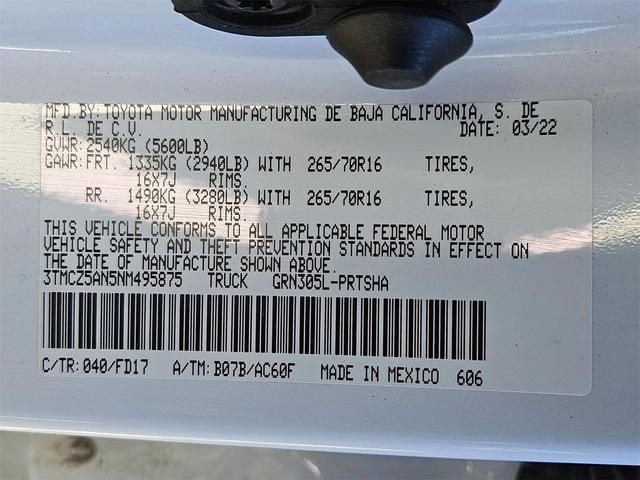 MFD.BY:TOYOTA MOTOR MANUFACTURING DE BAJA CALIFORNIA, S. DE
R.L. DE C.V. DATE: 03/22
GVWR:2540KG (5600LB)
GAWR:FRT. 1335KG (2940LB) WITH 265/70R16 TIRES,
16X7J RIMS.
RR. 1490KG (3280LB) WITH 265/70R16 TIRES,
16X7J RIMS.
THIS VEHICLE CONFORMS TO ALL APPLICABLE FEDERAL MOTOR
VEHICLE SAFETY AND THEFT PREVENTION STANDARDS IN EFFECT ON
THE DATE OF MANUFACTURE SHOWN ABOVE.
3TMCZ5AN5NM495875 TRUCK GRN305L-PRTSHA
C/TR:040/FD17 A/TM:B07B/AC60F MADE IN MEXICO 606